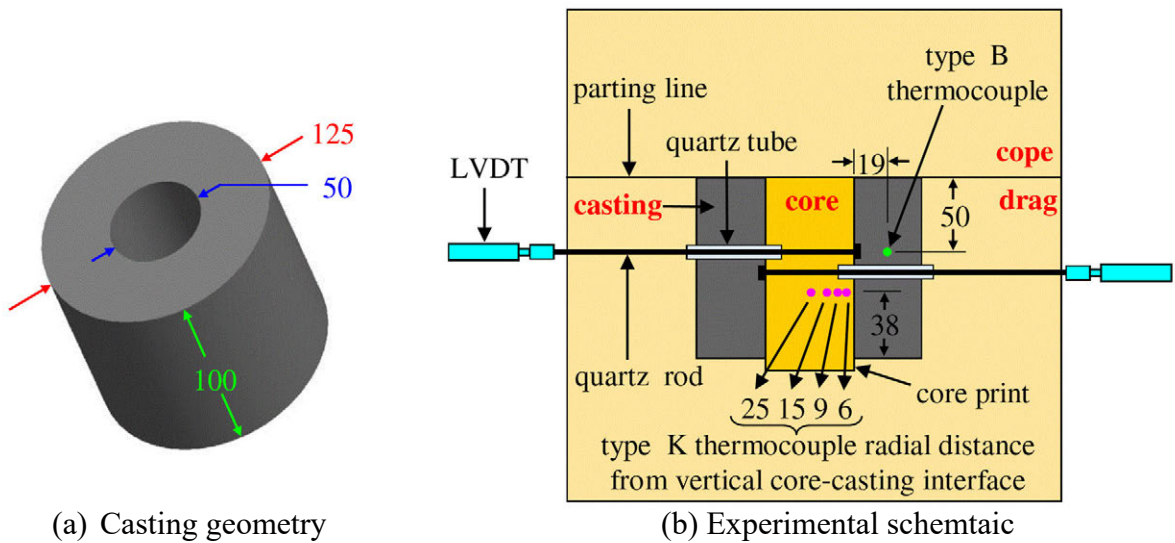 125
50
100
(a) Casting geometry
type B
thermocouple
parting line
quartz tube
LVDT
19
cope
casting
core
drag
50
38
quartz rod
core print
25 15 9 6
type K thermocouple radial distance
from vertical core-casting interface
(b) Experimental schemtaic